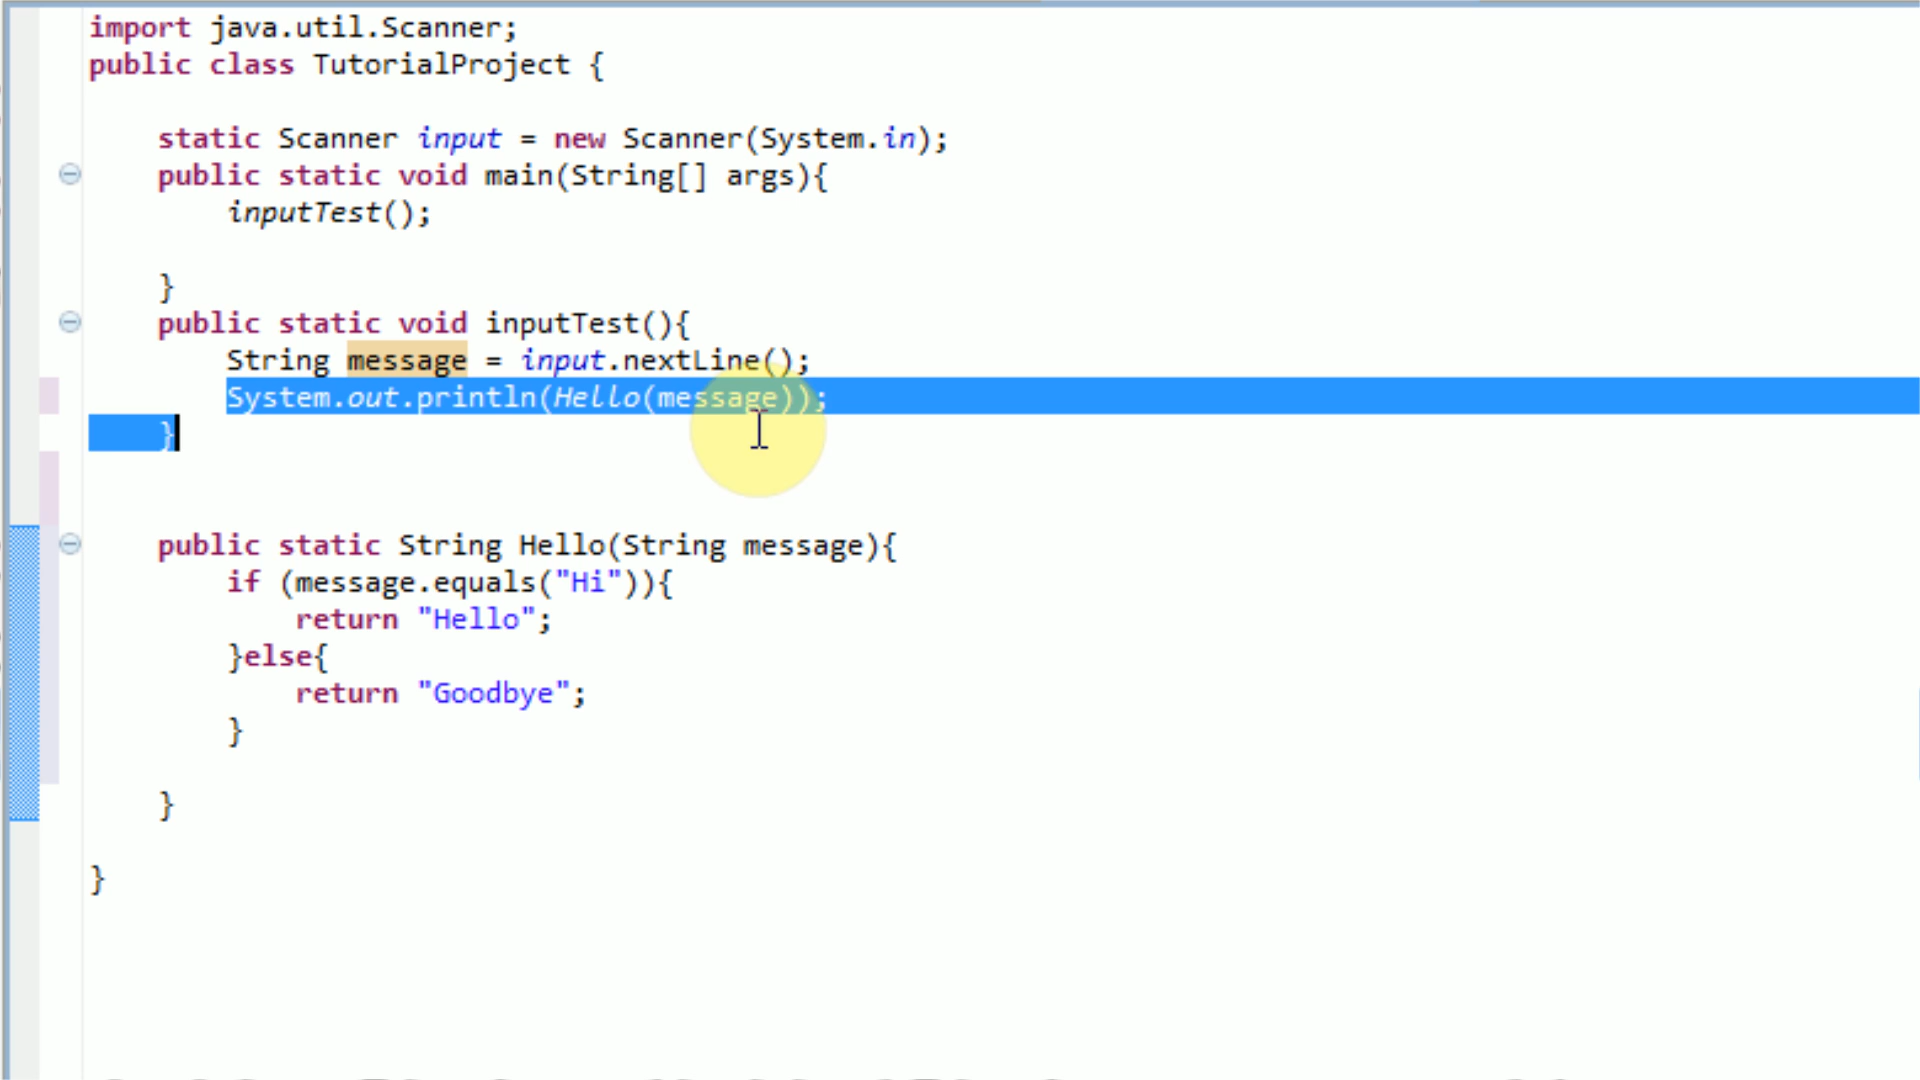 import java.util.Scanner;
public class TutorialProject {
static Scanner input = new Scanner(System.in);
public static void main(String[] args){
inputTest();
}
public static void inputTest(){
String message = input.nextLine();
System.out.println(Hello(message));
}
public static String Hello(String message){
if (message.equals("Hi")){
return "Hello";
}else{
return "Goodbye";
}
}
}